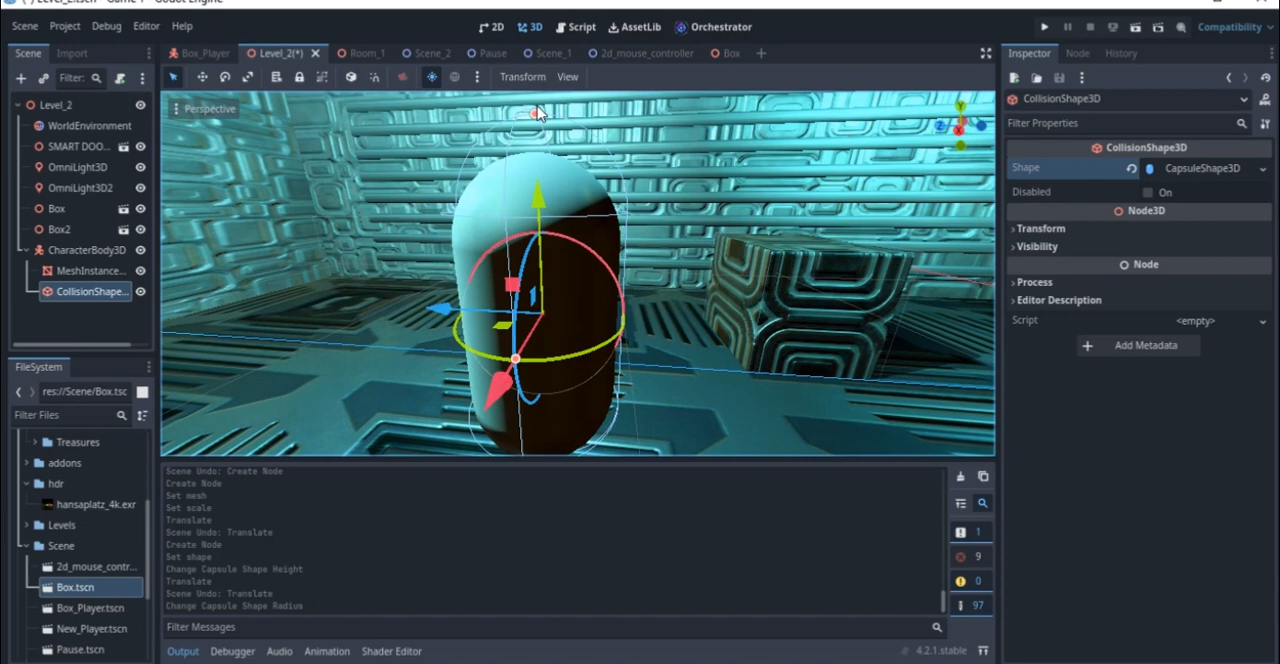 Scene Project Debug Editor Help
2D 3D Script AssetLib Orchestrator
Compatibility
Scene Import
Box_Player Level_2(*) Room_1 Scene_2 Pause Scene_1 2d_mouse_controller Box
Inspector Node History
Filter:
Transform View
Level_2
WorldEnvironment
SMART DOO...
OmniLight3D
OmniLight3D2
Box
Box2
CharacterBody3D
MeshInstance...
CollisionShape...
Perspective
Y
Z
X
CollisionShape3D
Filter Properties
CollisionShape3D
Shape CapsuleShape3D
Disabled On
Node3D
Transform
Visibility
Node
Process
Editor Description
Script <empty>
Add Metadata
FileSystem
res://Scene/Box.tsc
Filter Files
Treasures
addons
hdr
hansaplatz_4k.exr
Levels
Scene
2d_mouse_contr...
Box.tscn
Box_Player.tscn
New_Player.tscn
Pause.tscn
Scene Undo: Create Node
Create Node
Set mesh
Set scale
Translate
Scene Undo: Translate
Create Node
Set shape
Change Capsule Shape Height
Translate
Scene Undo: Translate
Change Capsule Shape Radius
1
9
0
97
Filter Messages
Output Debugger Audio Animation Shader Editor
4.2.1.stable